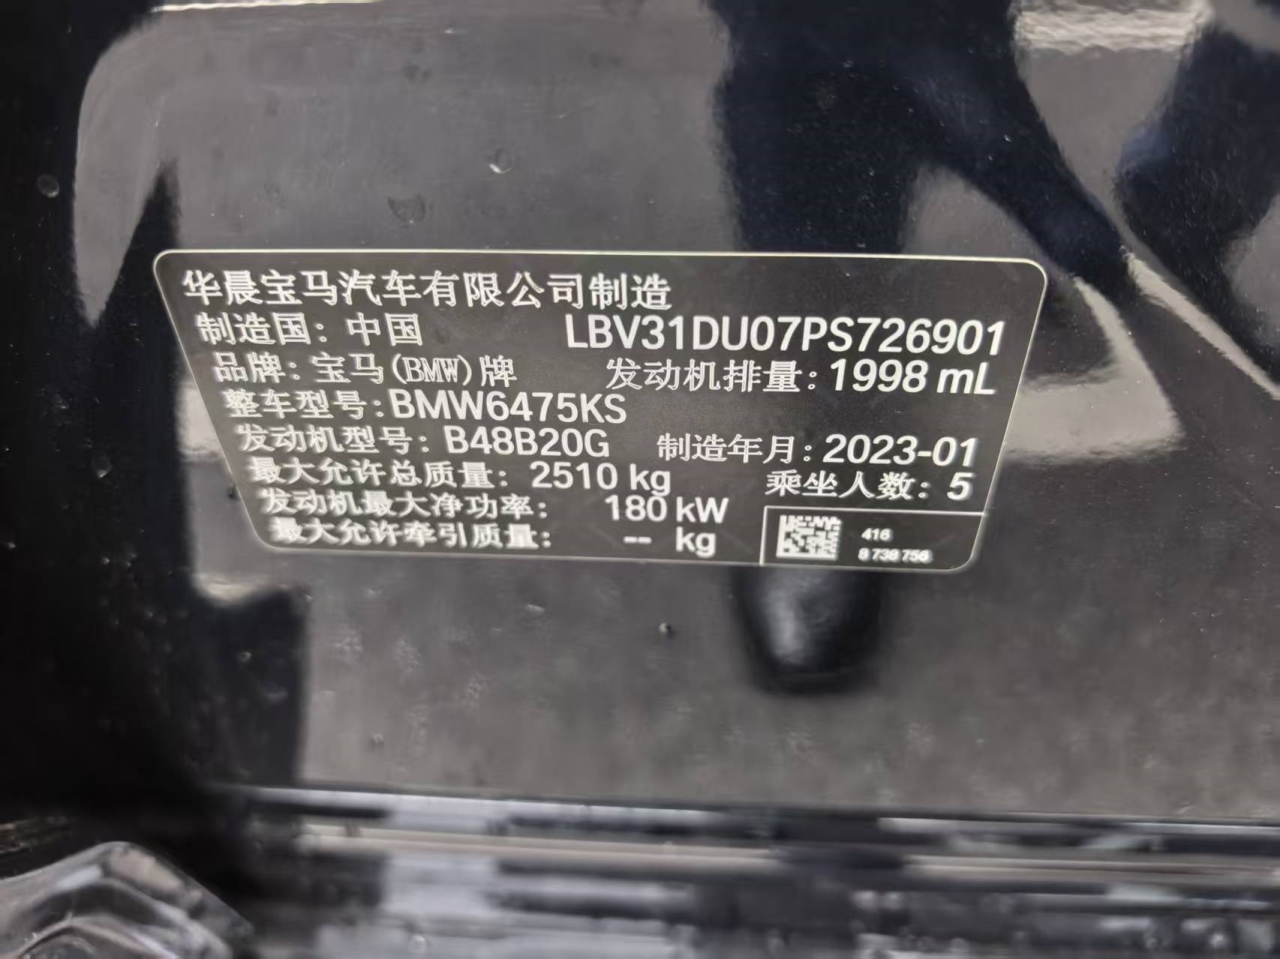 华晨宝马汽车有限公司制造
制造国：中国 LBV31DU07PS726901
品牌：宝马(BMW)牌 发动机排量：1998 mL
整车型号：BMW6475KS
发动机型号：B48B20G 制造年月：2023-01
最大允许总质量：2510 kg 乘坐人数：5
发动机最大净功率：180 kW
最大允许牵引质量：-- kg
416
8 738 756